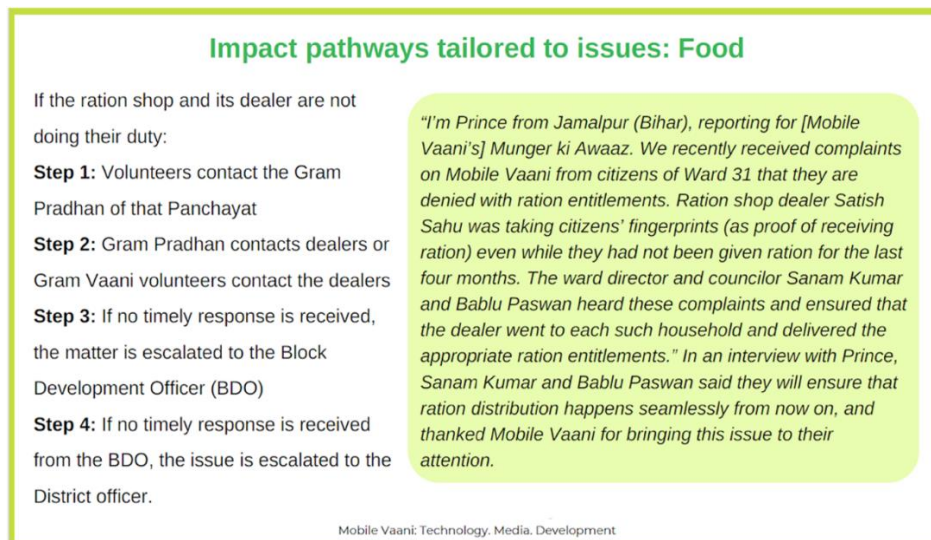 Impact pathways tailored to issues: Food
If the ration shop and its dealer are not
doing their duty:
Step 1: Volunteers contact the Gram
Pradhan of that Panchayat
Step 2: Gram Pradhan contacts dealers or
Gram Vaani volunteers contact the dealers
Step 3: If no timely response is received,
the matter is escalated to the Block
Development Officer (BDO)
Step 4: If no timely response is received
from the BDO, the issue is escalated to the
District officer.
“I’m Prince from Jamalpur (Bihar), reporting for [Mobile
Vaani’s] Munger ki Awaaz. We recently received complaints
on Mobile Vaani from citizens of Ward 31 that they are
denied with ration entitlements. Ration shop dealer Satish
Sahu was taking citizens’ fingerprints (as proof of receiving
ration) even while they had not been given ration for the last
four months. The ward director and councilor Sanam Kumar
and Bablu Paswan heard these complaints and ensured that
the dealer went to each such household and delivered the
appropriate ration entitlements.” In an interview with Prince,
Sanam Kumar and Bablu Paswan said they will ensure that
ration distribution happens seamlessly from now on, and
thanked Mobile Vaani for bringing this issue to their
attention.
Mobile Vaani: Technology. Media. Development